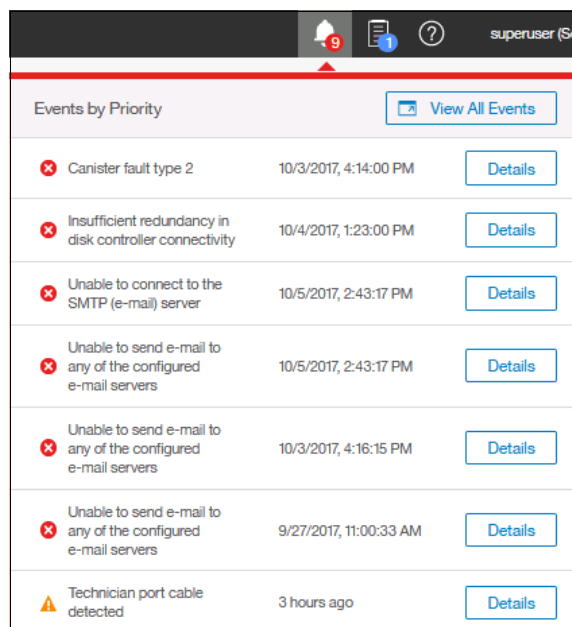 9
1
?
superuser (S
Events by Priority
View All Events
Canister fault type 2
10/3/2017, 4:14:00 PM
Details
Insufficient redundancy in
disk controller connectivity
10/4/2017, 1:23:00 PM
Details
Unable to connect to the
SMTP (e-mail) server
10/5/2017, 2:43:17 PM
Details
Unable to send e-mail to
any of the configured
e-mail servers
10/5/2017, 2:43:17 PM
Details
Unable to send e-mail to
any of the configured
e-mail servers
10/3/2017, 4:16:15 PM
Details
Unable to send e-mail to
any of the configured
e-mail servers
9/27/2017, 11:00:33 AM
Details
Technician port cable
detected
3 hours ago
Details